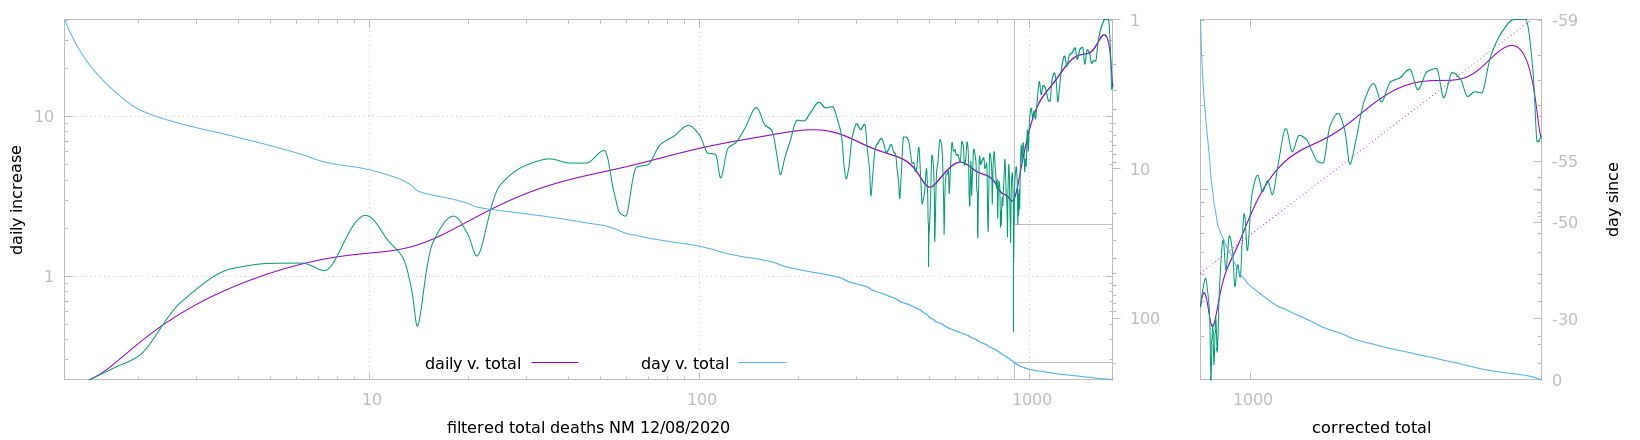 daily increase
10
1
1
10
100
daily v. total
day v. total
10
100
1000
filtered total deaths NM 12/08/2020
-59
-55
-50
-30
0
day since
1000
corrected total